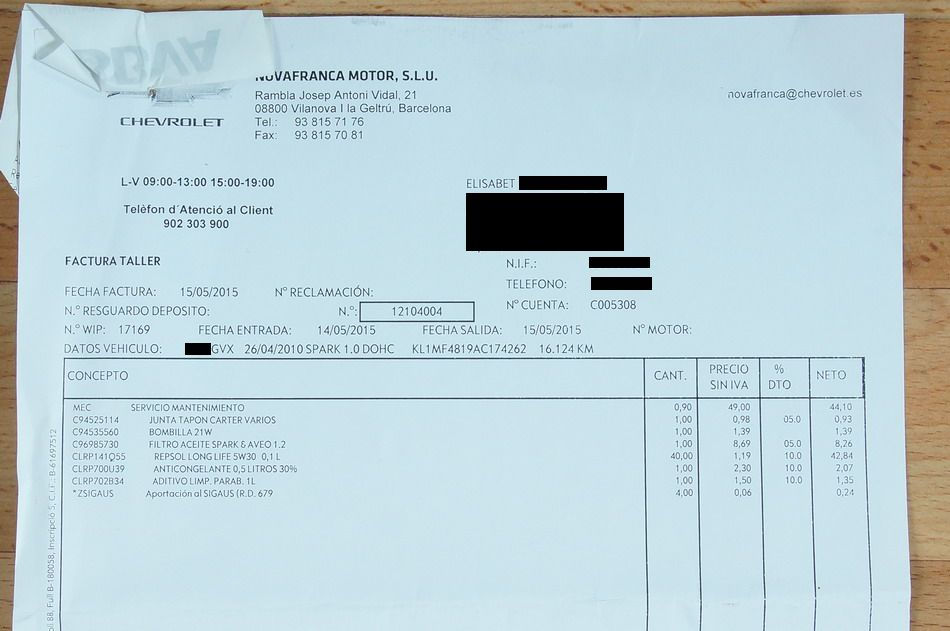 BBVA
NOVAFRANCA MOTOR, S.L.U.
Rambla Josep Antoni Vidal, 21
08800 Vilanova I la Geltrú, Barcelona
Tel.: 93 815 71 76
Fax: 93 815 70 81
novafranca@chevrolet.es
CHEVROLET
L-V 09:00-13:00 15:00-19:00
Telèfon d´Atenció al Client
902 303 900
ELISABET
FACTURA TALLER
N.I.F.:
TELEFONO:
FECHA FACTURA: 15/05/2015 Nº RECLAMACIÓN:
Nº CUENTA: C005308
N.º RESGUARDO DEPOSITO: N.º: 12104004
N.º WIP: 17169 FECHA ENTRADA: 14/05/2015 FECHA SALIDA: 15/05/2015 Nº MOTOR:
DATOS VEHICULO: GVX 26/04/2010 SPARK 1.0 DOHC KL1MF4819AC174262 16.124 KM
CONCEPTO CANT. PRECIO SIN IVA % DTO NETO
MEC SERVICIO MANTENIMIENTO 0,90 49,00 44,10
C94525114 JUNTA TAPON CARTER VARIOS 1,00 0,98 05.0 0,93
C94535560 BOMBILLA 21W 1,00 1,39 1,39
C96985730 FILTRO ACEITE SPARK & AVEO 1.2 1,00 8,69 05.0 8,26
CLRP141Q55 REPSOL LONG LIFE 5W30 0,1 L 40,00 1,19 10.0 42,84
CLRP700U39 ANTICONGELANTE 0,5 LITROS 30% 1,00 2,30 10.0 2,07
CLRP702B34 ADITIVO LIMP. PARAB. 1L 1,00 1,50 10.0 1,35
*ZSIGAUS Aportación al SIGAUS (R.D. 679 4,00 0,06 0,24
88, Full B-180058, Inscripció 5, C.I.F.: B-61697512